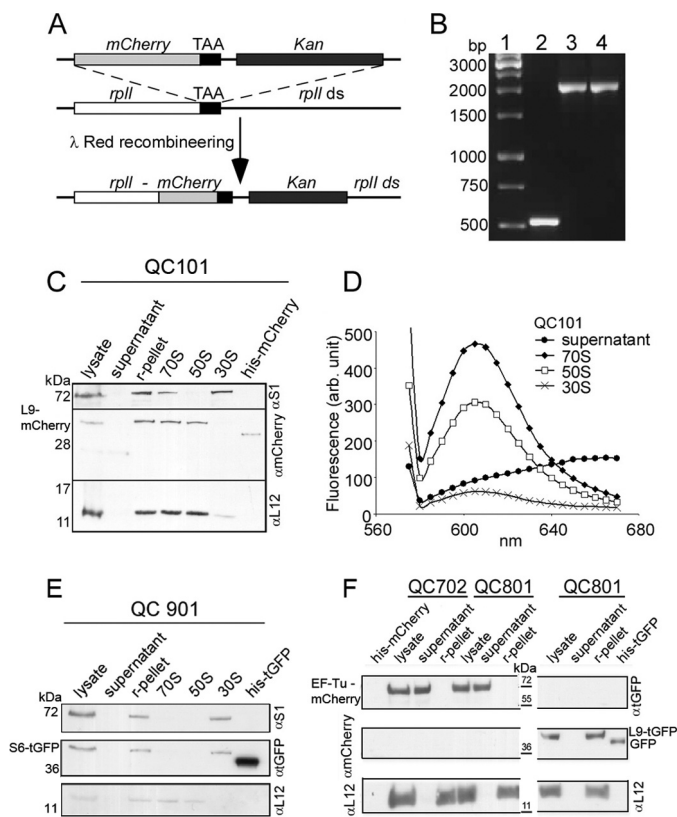 A
mCherry TAA Kan
TAA
rplI rplI ds
λ Red recombineering
rplI - mCherry Kan rplI ds
B
bp 1 2 3 4
3000
2000
1500
1000
750
500
C
QC101
lysate supernatant r-pellet 70S 50S 30S his-mCherry
kDa
72
αS1
L9-mCherry
28
αmCherry
17
11
αL12
D
Fluorescence (arb. unit)
500
400
300
200
100
0
560 600 640 680
nm
QC101
supernatant
70S
50S
30S
E
QC 901
lysate supernatant r-pellet 70S 50S 30S his-tGFP
kDa
72
αS1
S6-tGFP
36
αtGFP
11
αL12
F
QC702 QC801 QC801
his-mCherry lysate supernatant r-pellet lysate supernatant r-pellet lysate supernatant r-pellet his-tGFP
kDa
EF-Tu - mCherry
72
55
αtGFP
αmCherry
36
L9-tGFP
GFP
αL12
11
αL12